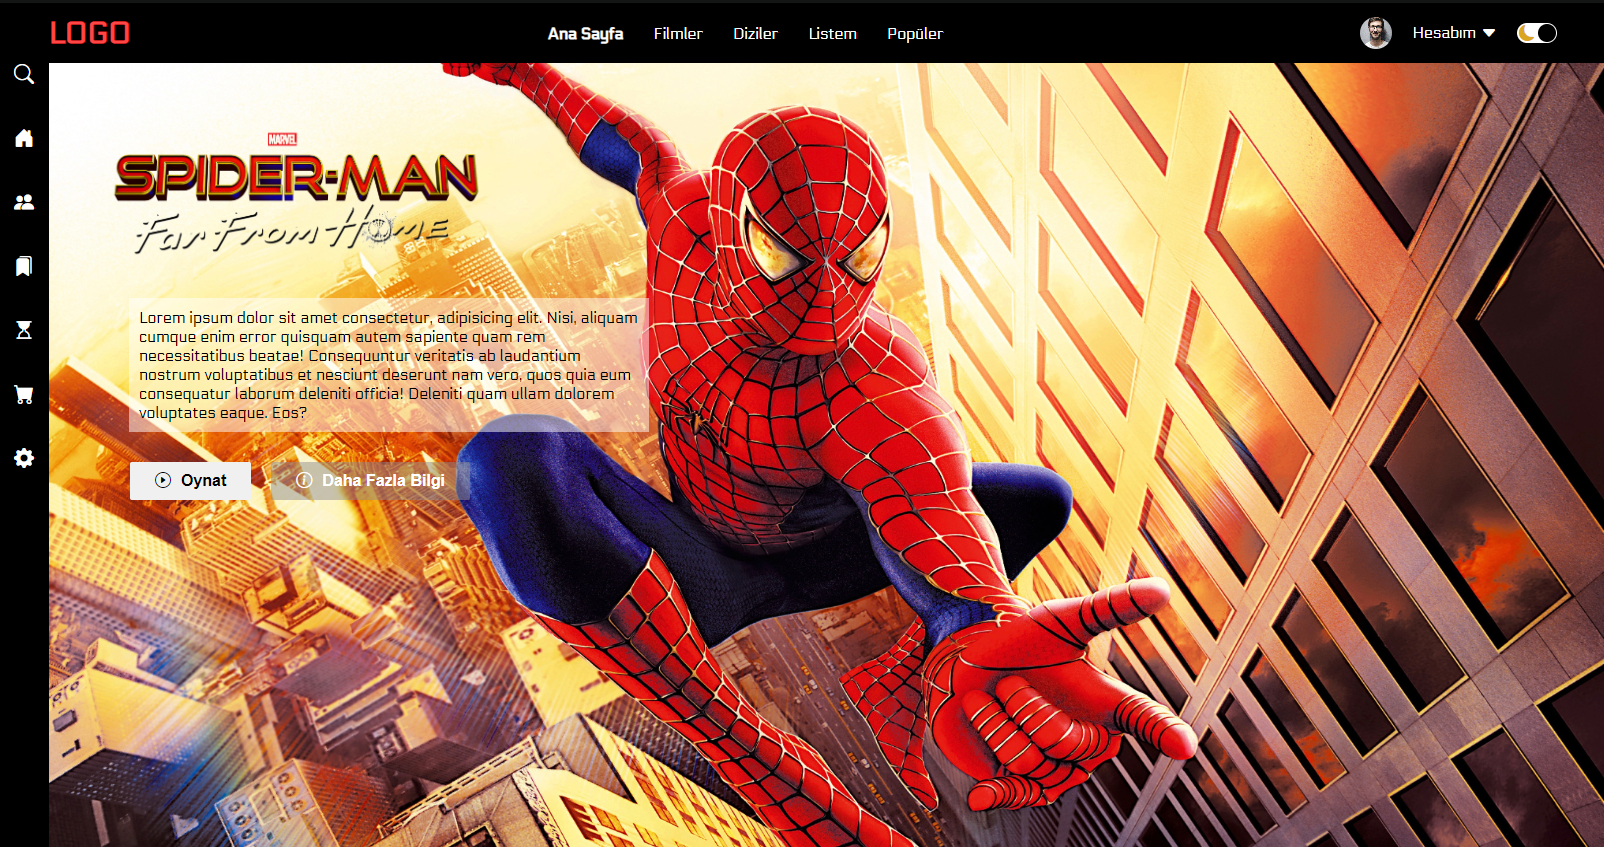 LOGO
Ana Sayfa
Filmler
Diziler
Listem
Popüler
Hesabım
MARVEL
SPIDER-MAN
Far From Home
Lorem ipsum dolor sit amet consectetur, adipisicing elit. Nisi, aliquam
cumque enim error quisquam autem sapiente quam rem
necessitatibus beatae! Consequuntur veritatis ab laudantium
nostrum voluptatibus et nesciunt deserunt nam vero, quos quia eum
consequatur laborum deleniti officia! Deleniti quam ullam dolorem
voluptates eaque. Eos?
Oynat
Daha Fazla Bilgi